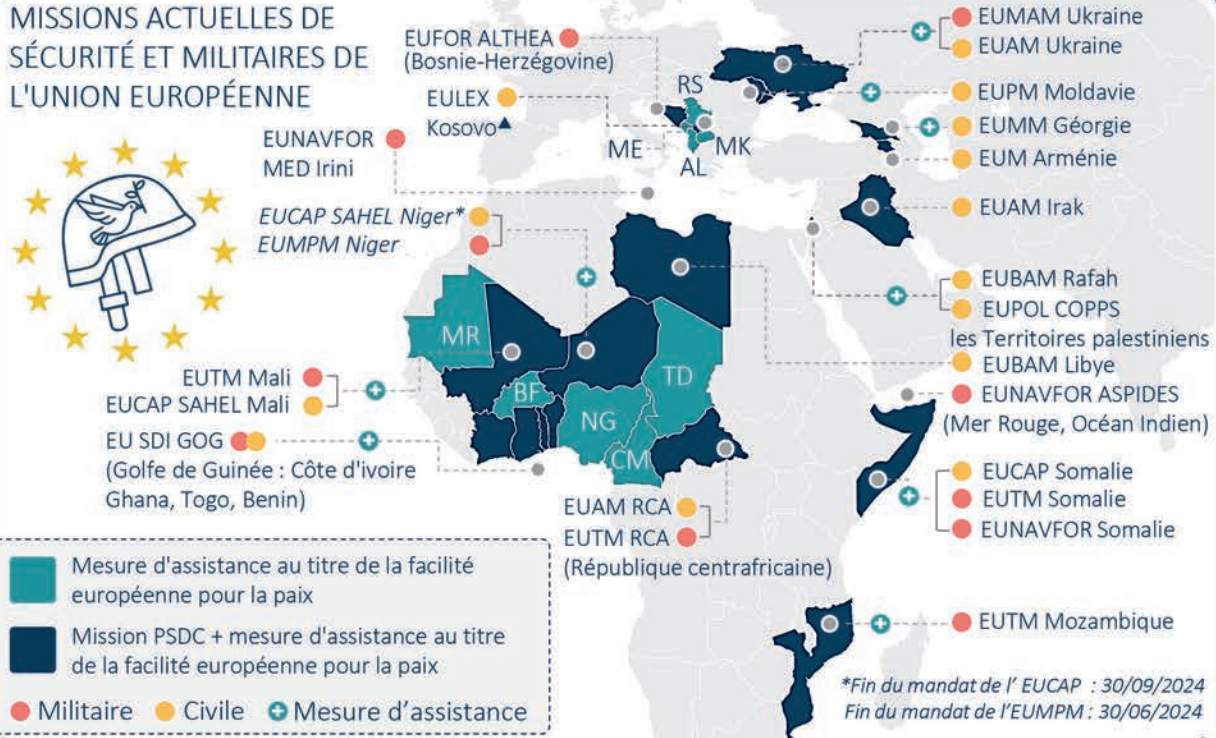 MISSIONS ACTUELLES DE
SÉCURITÉ ET MILITAIRES DE
L'UNION EUROPÉENNE
EUFOR ALTHEA
(Bosnie-Herzégovine)
EULEX
Kosovo▲
EUNAVFOR
MED Irini
RS
ME
MK
AL
EUCAP SAHEL Niger*
EUMPM Niger
MR
BF
NG
CM
TD
EUTM Mali
EUCAP SAHEL Mali
EU SDI GOG
(Golfe de Guinée : Côte d'ivoire
Ghana, Togo, Benin)
EUAM RCA
EUTM RCA
(République centrafricaine)
EUMAM Ukraine
EUAM Ukraine
EUPM Moldavie
EUMM Géorgie
EUM Arménie
EUAM Irak
EUBAM Rafah
EUPOL COPPS
les Territoires palestiniens
EUBAM Libye
EUNAVFOR ASPIDES
(Mer Rouge, Océan Indien)
EUCAP Somalie
EUTM Somalie
EUNAVFOR Somalie
EUTM Mozambique
Mesure d'assistance au titre de la facilité
européenne pour la paix
Mission PSDC + mesure d'assistance au titre
de la facilité européenne pour la paix
Militaire Civile Mesure d’assistance
*Fin du mandat de l’ EUCAP : 30/09/2024
Fin du mandat de l’EUMPM : 30/06/2024